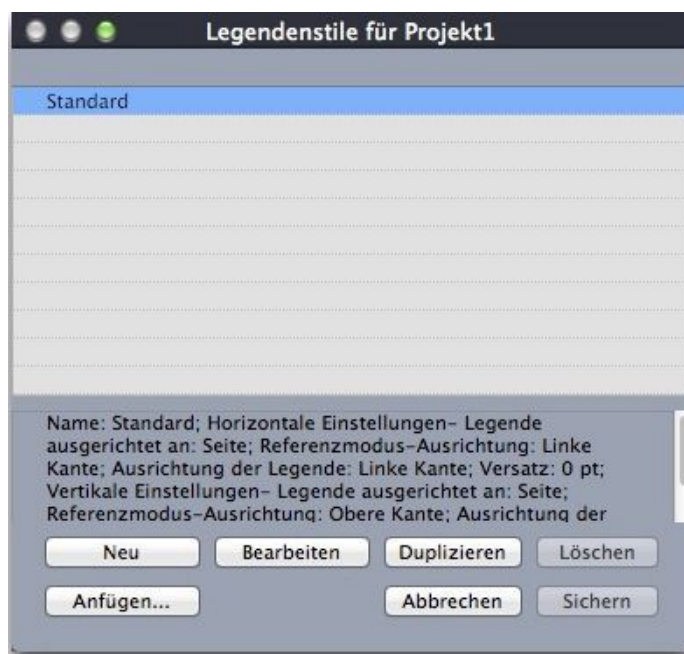 Legendenstile für Projekt1
Standard
Name: Standard; Horizontale Einstellungen– Legende
ausgerichtet an: Seite; Referenzmodus-Ausrichtung: Linke
Kante; Ausrichtung der Legende: Linke Kante; Versatz: 0 pt;
Vertikale Einstellungen– Legende ausgerichtet an: Seite;
Referenzmodus-Ausrichtung: Obere Kante; Ausrichtung der
Neu Bearbeiten Duplizieren Löschen
Anfügen... Abbrechen Sichern